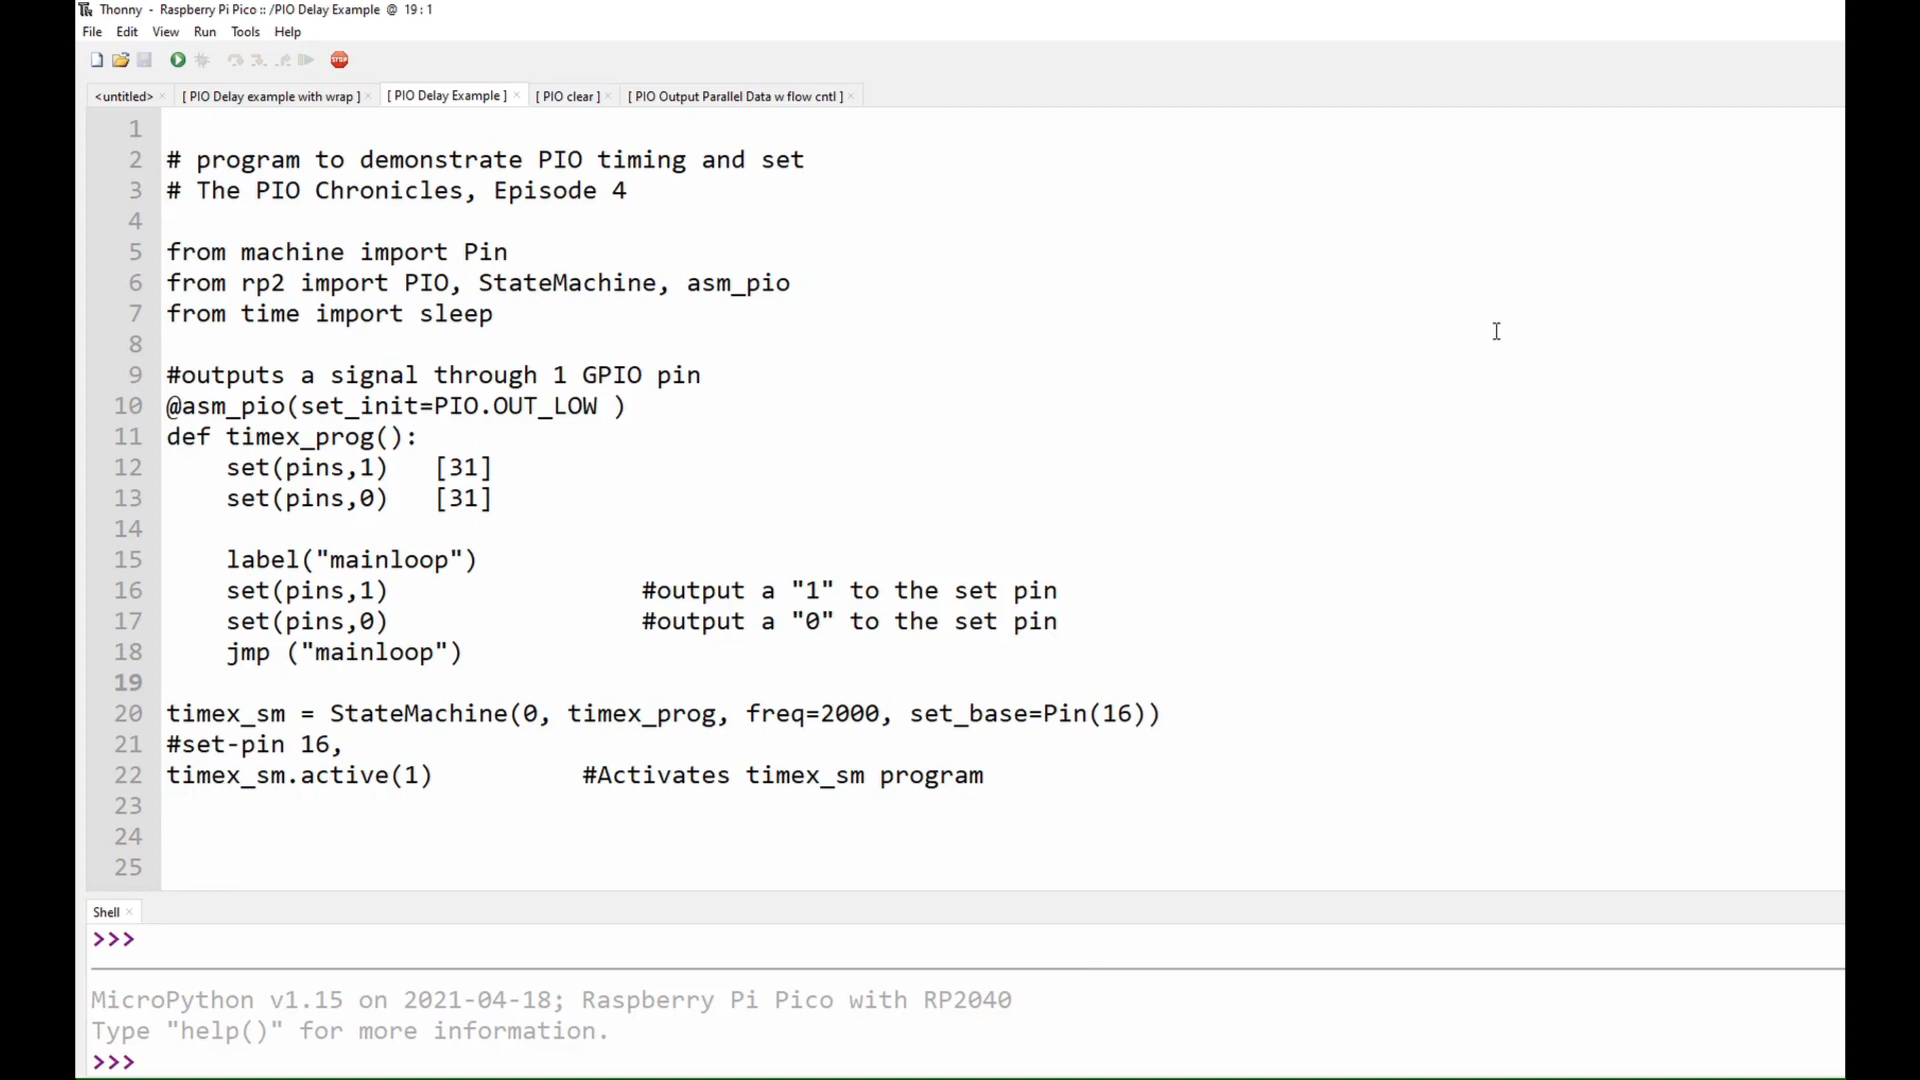 Thonny - Raspberry Pi Pico :: /PIO Delay Example @ 19:1
File Edit View Run Tools Help
STOP
<untitled> × [ PIO Delay example with wrap ] × [ PIO Delay Example ] × [ PIO clear ] × [ PIO Output Parallel Data w flow cntl ] ×
1
2 # program to demonstrate PIO timing and set
3 # The PIO Chronicles, Episode 4
4
5 from machine import Pin
6 from rp2 import PIO, StateMachine, asm_pio
7 from time import sleep
8
9 #outputs a signal through 1 GPIO pin
10 @asm_pio(set_init=PIO.OUT_LOW )
11 def timex_prog():
12     set(pins,1)   [31]
13     set(pins,0)   [31]
14
15     label("mainloop")
16     set(pins,1)                 #output a "1" to the set pin
17     set(pins,0)                 #output a "0" to the set pin
18     jmp ("mainloop")
19
20 timex_sm = StateMachine(0, timex_prog, freq=2000, set_base=Pin(16))
21 #set-pin 16,
22 timex_sm.active(1)          #Activates timex_sm program
23
24
25
Shell ×
>>>
MicroPython v1.15 on 2021-04-18; Raspberry Pi Pico with RP2040
Type "help()" for more information.
>>>